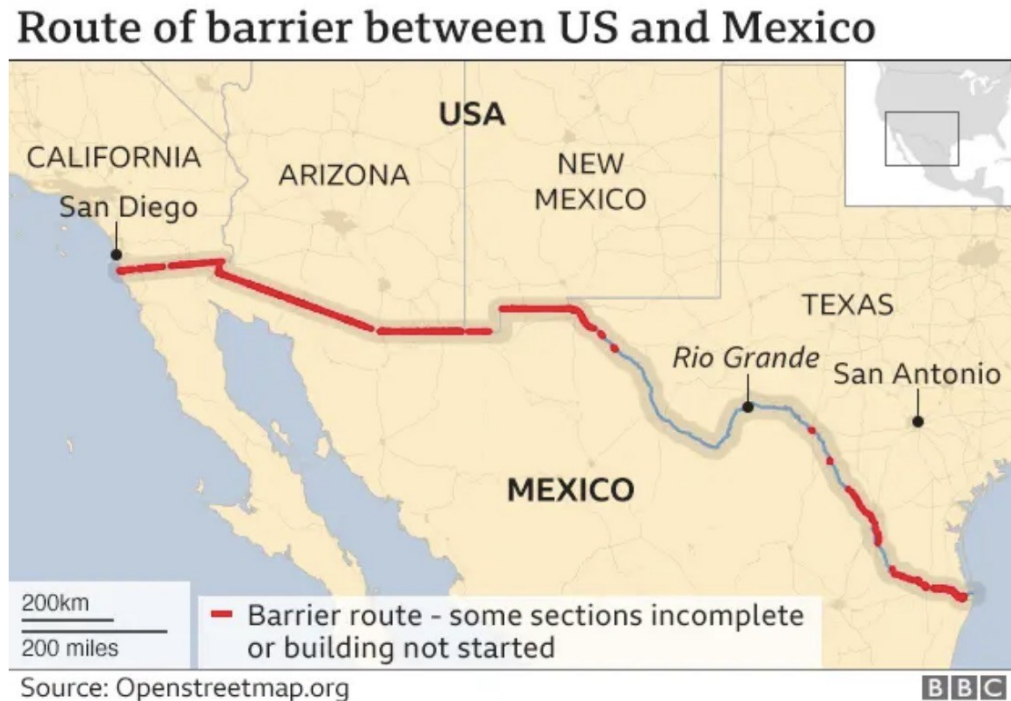 Route of barrier between US and Mexico
USA
CALIFORNIA
ARIZONA
NEW
MEXICO
San Diego
TEXAS
Rio Grande
San Antonio
MEXICO
200km
200 miles
Barrier route - some sections incomplete
or building not started
Source: Openstreetmap.org
BBC